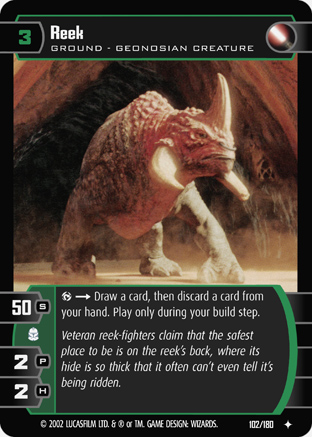 3 Reek
GROUND - GEONOSIAN CREATURE
50 S
→ Draw a card, then discard a card from
your hand. Play only during your build step.
Veteran reek-fighters claim that the safest
place to be is on the reek's back, where its
hide is so thick that it often can't even tell it's
being ridden.
2 P
2 H
© 2002 LUCASFILM LTD. & ® or TM. GAME DESIGN: WIZARDS. 102/180